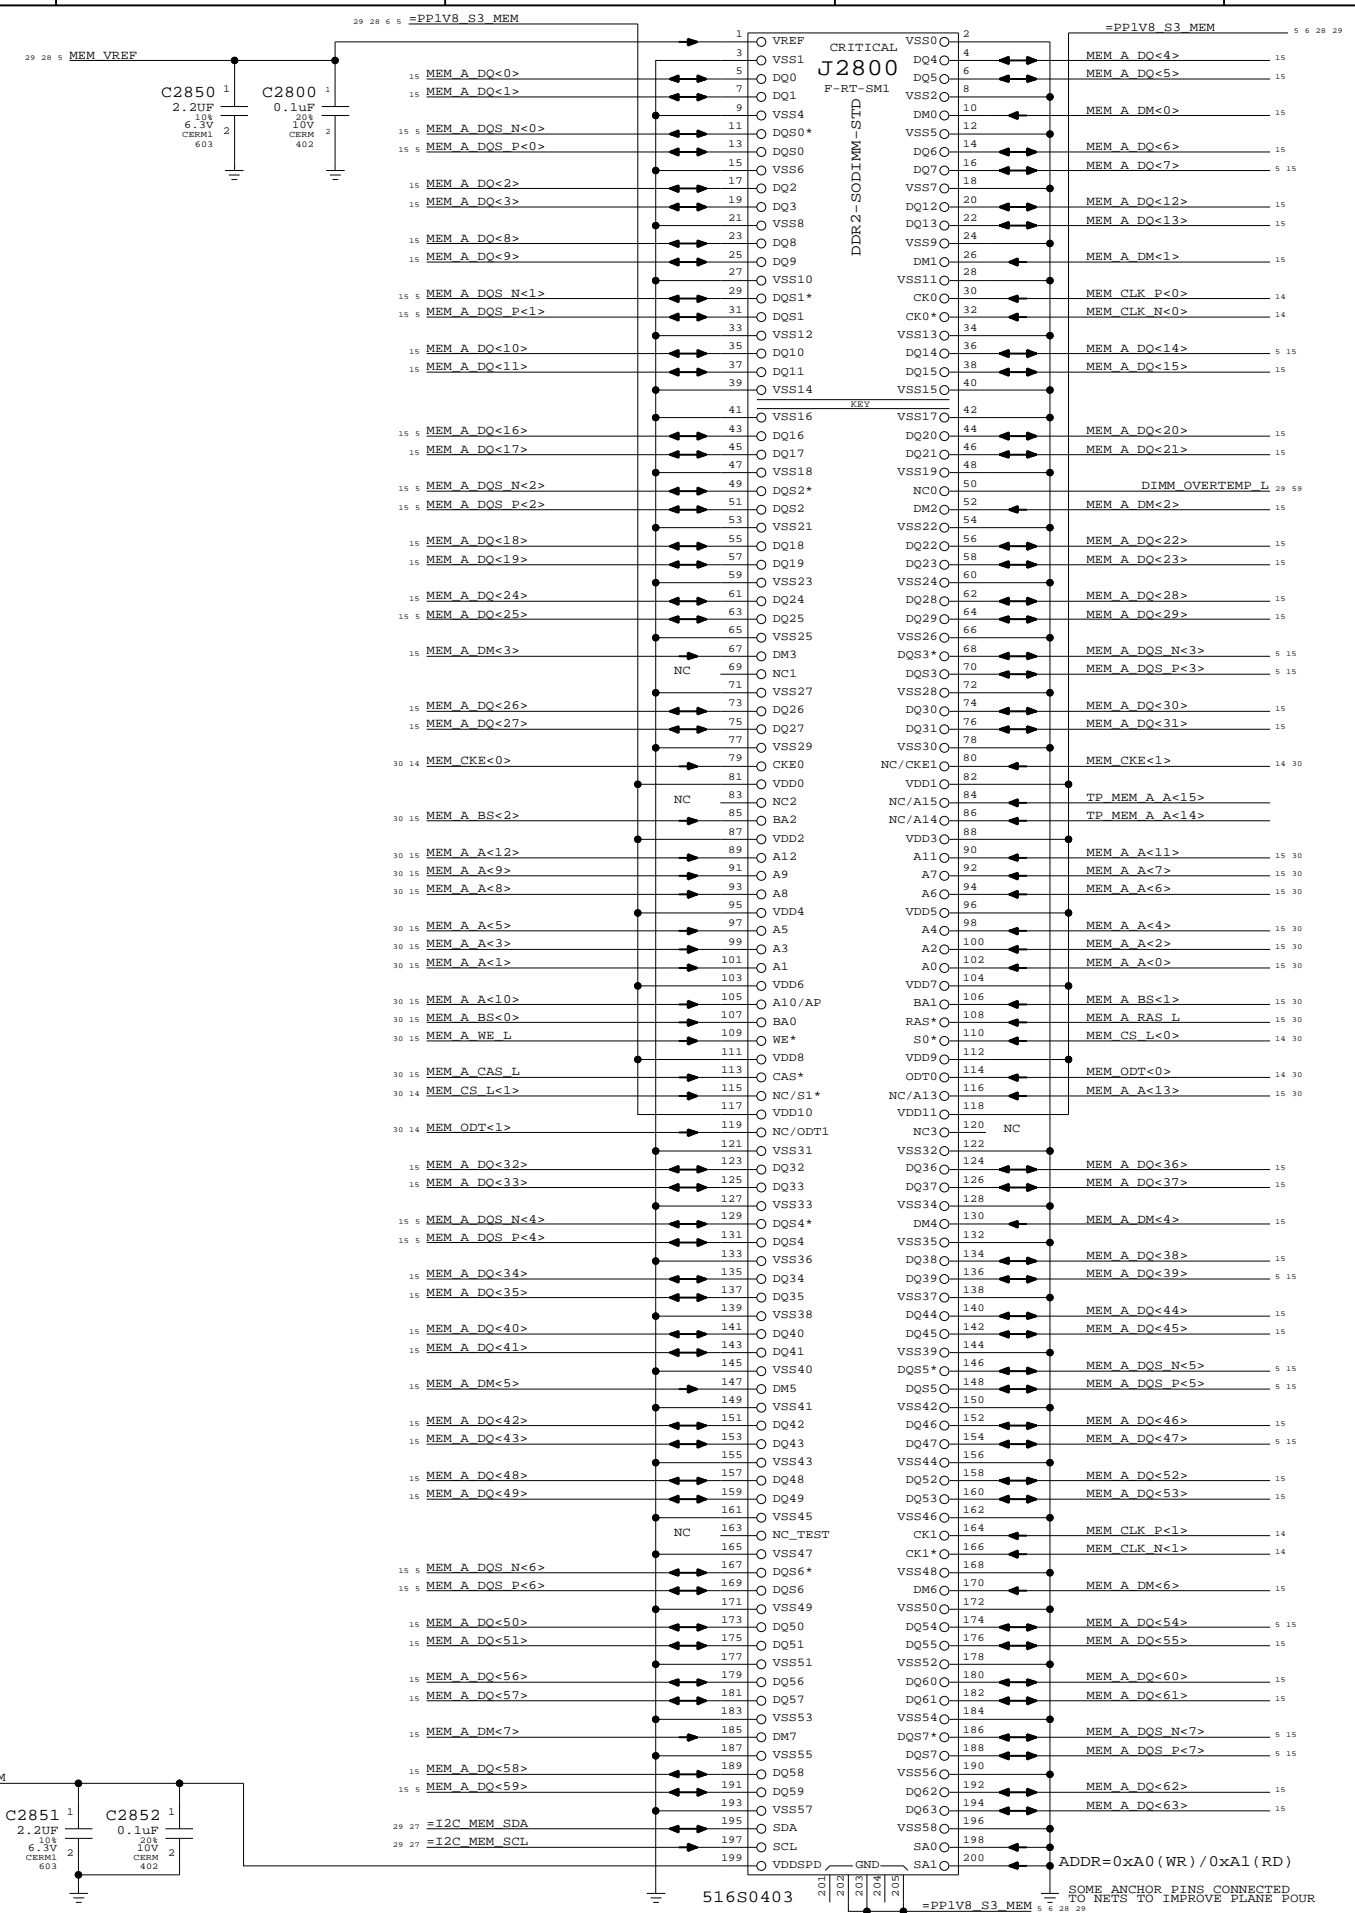 29 28 6 5 =PP1V8_S3_MEM
=PP1V8_S3_MEM 5 6 28 29
29 28 5 MEM_VREF
C2850 1
2.2UF
10%
6.3V
CERM1
603
2
C2800 1
0.1uF
20%
10V
CERM
402
2
CRITICAL
J2800
F-RT-SM1
DDR2-SODIMM-STD
1 VREF VSS0 2
3 VSS1 DQ4 4 MEM_A_DQ<4> 15
15 MEM_A_DQ<0> 5 DQ0 DQ5 6 MEM_A_DQ<5> 15
15 MEM_A_DQ<1> 7 DQ1 VSS2 8
9 VSS4 DM0 10 MEM_A_DM<0> 15
15 5 MEM_A_DQS_N<0> 11 DQS0* VSS5 12
15 5 MEM_A_DQS_P<0> 13 DQS0 DQ6 14 MEM_A_DQ<6> 15
15 VSS6 DQ7 16 MEM_A_DQ<7> 5 15
15 MEM_A_DQ<2> 17 DQ2 VSS7 18
15 MEM_A_DQ<3> 19 DQ3 DQ12 20 MEM_A_DQ<12> 15
21 VSS8 DQ13 22 MEM_A_DQ<13> 15
15 MEM_A_DQ<8> 23 DQ8 VSS9 24
15 MEM_A_DQ<9> 25 DQ9 DM1 26 MEM_A_DM<1> 15
27 VSS10 VSS11 28
15 5 MEM_A_DQS_N<1> 29 DQS1* CK0 30 MEM_CLK_P<0> 14
15 5 MEM_A_DQS_P<1> 31 DQS1 CK0* 32 MEM_CLK_N<0> 14
33 VSS12 VSS13 34
15 MEM_A_DQ<10> 35 DQ10 DQ14 36 MEM_A_DQ<14> 5 15
15 MEM_A_DQ<11> 37 DQ11 DQ15 38 MEM_A_DQ<15> 15
39 VSS14 VSS15 40
KEY
41 VSS16 VSS17 42
15 5 MEM_A_DQ<16> 43 DQ16 DQ20 44 MEM_A_DQ<20> 15
15 MEM_A_DQ<17> 45 DQ17 DQ21 46 MEM_A_DQ<21> 15
47 VSS18 VSS19 48
15 5 MEM_A_DQS_N<2> 49 DQS2* NC0 50 DIMM_OVERTEMP_L 29 59
15 5 MEM_A_DQS_P<2> 51 DQS2 DM2 52 MEM_A_DM<2> 15
53 VSS21 VSS22 54
15 MEM_A_DQ<18> 55 DQ18 DQ22 56 MEM_A_DQ<22> 15
15 MEM_A_DQ<19> 57 DQ19 DQ23 58 MEM_A_DQ<23> 15
59 VSS23 VSS24 60
15 MEM_A_DQ<24> 61 DQ24 DQ28 62 MEM_A_DQ<28> 15
15 5 MEM_A_DQ<25> 63 DQ25 DQ29 64 MEM_A_DQ<29> 15
65 VSS25 VSS26 66
15 MEM_A_DM<3> 67 DM3 DQS3* 68 MEM_A_DQS_N<3> 5 15
NC 69 NC1 DQS3 70 MEM_A_DQS_P<3> 5 15
71 VSS27 VSS28 72
15 MEM_A_DQ<26> 73 DQ26 DQ30 74 MEM_A_DQ<30> 15
15 MEM_A_DQ<27> 75 DQ27 DQ31 76 MEM_A_DQ<31> 15
77 VSS29 VSS30 78
30 14 MEM_CKE<0> 79 CKE0 NC/CKE1 80 MEM_CKE<1> 14 30
81 VDD0 VDD1 82
NC 83 NC2 NC/A15 84 TP_MEM_A_A<15>
30 15 MEM_A_BS<2> 85 BA2 NC/A14 86 TP_MEM_A_A<14>
87 VDD2 VDD3 88
30 15 MEM_A_A<12> 89 A12 A11 90 MEM_A_A<11> 15 30
30 15 MEM_A_A<9> 91 A9 A7 92 MEM_A_A<7> 15 30
30 15 MEM_A_A<8> 93 A8 A6 94 MEM_A_A<6> 15 30
95 VDD4 VDD5 96
30 15 MEM_A_A<5> 97 A5 A4 98 MEM_A_A<4> 15 30
30 15 MEM_A_A<3> 99 A3 A2 100 MEM_A_A<2> 15 30
30 15 MEM_A_A<1> 101 A1 A0 102 MEM_A_A<0> 15 30
103 VDD6 VDD7 104
30 15 MEM_A_A<10> 105 A10/AP BA1 106 MEM_A_BS<1> 15 30
30 15 MEM_A_BS<0> 107 BA0 RAS* 108 MEM_A_RAS_L 15 30
30 15 MEM_A_WE_L 109 WE* S0* 110 MEM_CS_L<0> 14 30
111 VDD8 VDD9 112
30 15 MEM_A_CAS_L 113 CAS* ODT0 114 MEM_ODT<0> 14 30
30 14 MEM_CS_L<1> 115 NC/S1* NC/A13 116 MEM_A_A<13> 15 30
117 VDD10 VDD11 118
30 14 MEM_ODT<1> 119 NC/ODT1 NC3 120 NC
121 VSS31 VSS32 122
15 MEM_A_DQ<32> 123 DQ32 DQ36 124 MEM_A_DQ<36> 15
15 MEM_A_DQ<33> 125 DQ33 DQ37 126 MEM_A_DQ<37> 15
127 VSS33 VSS34 128
15 5 MEM_A_DQS_N<4> 129 DQS4* DM4 130 MEM_A_DM<4> 15
15 5 MEM_A_DQS_P<4> 131 DQS4 VSS35 132
133 VSS36 DQ38 134 MEM_A_DQ<38> 15
15 MEM_A_DQ<34> 135 DQ34 DQ39 136 MEM_A_DQ<39> 5 15
15 MEM_A_DQ<35> 137 DQ35 VSS37 138
139 VSS38 DQ44 140 MEM_A_DQ<44> 15
15 MEM_A_DQ<40> 141 DQ40 DQ45 142 MEM_A_DQ<45> 15
15 MEM_A_DQ<41> 143 DQ41 VSS39 144
145 VSS40 DQS5* 146 MEM_A_DQS_N<5> 5 15
15 MEM_A_DM<5> 147 DM5 DQS5 148 MEM_A_DQS_P<5> 5 15
149 VSS41 VSS42 150
15 MEM_A_DQ<42> 151 DQ42 DQ46 152 MEM_A_DQ<46> 15
15 MEM_A_DQ<43> 153 DQ43 DQ47 154 MEM_A_DQ<47> 5 15
155 VSS43 VSS44 156
15 MEM_A_DQ<48> 157 DQ48 DQ52 158 MEM_A_DQ<52> 15
15 MEM_A_DQ<49> 159 DQ49 DQ53 160 MEM_A_DQ<53> 15
161 VSS45 VSS46 162
NC 163 NC_TEST CK1 164 MEM_CLK_P<1> 14
165 VSS47 CK1* 166 MEM_CLK_N<1> 14
15 5 MEM_A_DQS_N<6> 167 DQS6* VSS48 168
15 5 MEM_A_DQS_P<6> 169 DQS6 DM6 170 MEM_A_DM<6> 15
171 VSS49 VSS50 172
15 MEM_A_DQ<50> 173 DQ50 DQ54 174 MEM_A_DQ<54> 5 15
15 MEM_A_DQ<51> 175 DQ51 DQ55 176 MEM_A_DQ<55> 15
177 VSS51 VSS52 178
15 MEM_A_DQ<56> 179 DQ56 DQ60 180 MEM_A_DQ<60> 15
15 MEM_A_DQ<57> 181 DQ57 DQ61 182 MEM_A_DQ<61> 15
183 VSS53 VSS54 184
15 MEM_A_DM<7> 185 DM7 DQS7* 186 MEM_A_DQS_N<7> 5 15
187 VSS55 DQS7 188 MEM_A_DQS_P<7> 5 15
15 MEM_A_DQ<58> 189 DQ58 VSS56 190
15 5 MEM_A_DQ<59> 191 DQ59 DQ62 192 MEM_A_DQ<62> 15
193 VSS57 DQ63 194 MEM_A_DQ<63> 15
29 27 =I2C_MEM_SDA 195 SDA VSS58 196
29 27 =I2C_MEM_SCL 197 SCL SA0 198
199 VDDSPD GND SA1 200 ADDR=0xA0(WR)/0xA1(RD)
C2851 1
2.2UF
10%
6.3V
CERM1
603
2
C2852 1
0.1uF
20%
10V
CERM
402
2
516S0403
201 202 203 204 205
=PP1V8_S3_MEM 5 6 28 29
SOME ANCHOR PINS CONNECTED
TO NETS TO IMPROVE PLANE POUR